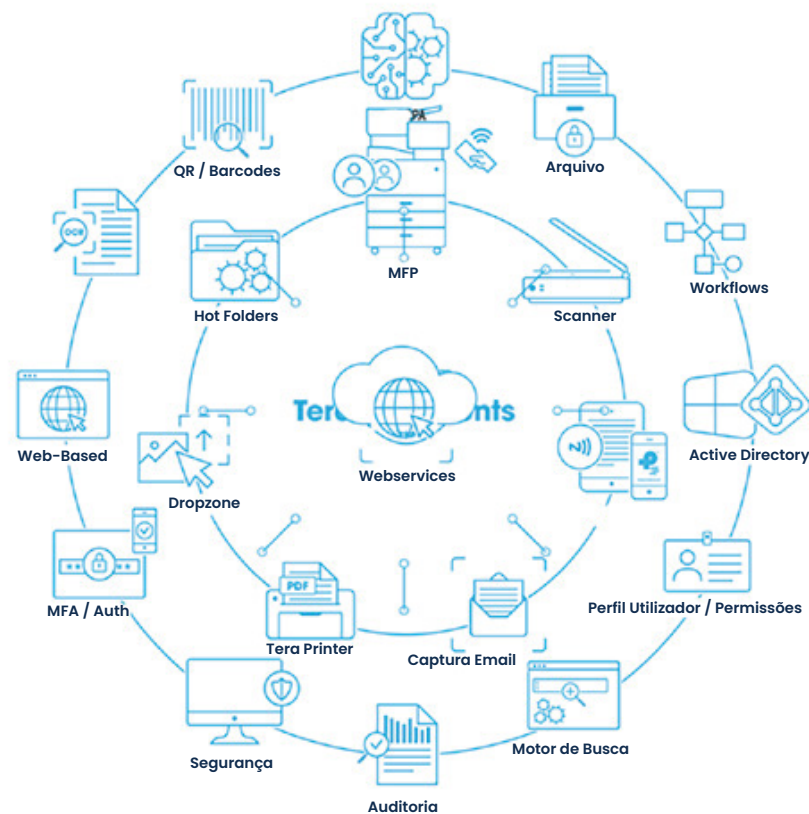 PA
QR / Barcodes
Arquivo
OCR
MFP
Workflows
Hot Folders
Scanner
Web-Based
Dropzone
Webservices
Active Directory
MFA / Auth
PDF
Tera Printer
Captura Email
Perfil Utilizador / Permissões
Segurança
Motor de Busca
Auditoria